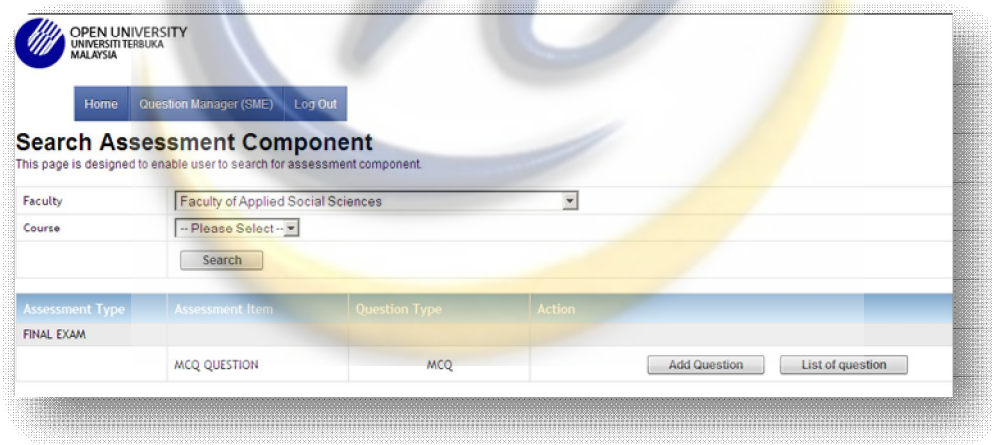 OPEN UNIVERSITY
UNIVERSITI TERBUKA
MALAYSIA
Home Question Manager (SME) Log Out
Search Assessment Component
This page is designed to enable user to search for assessment component.
Faculty Faculty of Applied Social Sciences
Course -- Please Select --
Search
Assessment Type Assessment Item Question Type Action
FINAL EXAM
MCQ QUESTION MCQ Add Question List of question